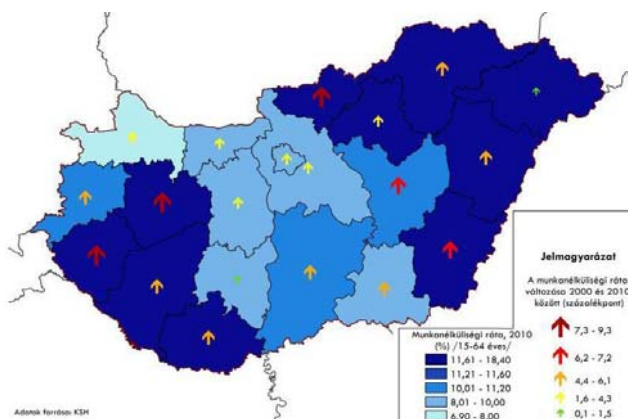 Jelmagyarázat
A munkanélküliségi ráta
változása 2000 és 2010
között (százalékpont)
7,3 - 9,3
6,2 - 7,2
4,4 - 6,1
1,6 - 4,3
0,1 - 1,5
Munkanélküliségi ráta, 2010
(%) /15-64 éves/
11,61 - 18,40
11,21 - 11,60
10,01 - 11,20
8,01 - 10,00
6,90 - 8,00
Adatok forrása: KSH